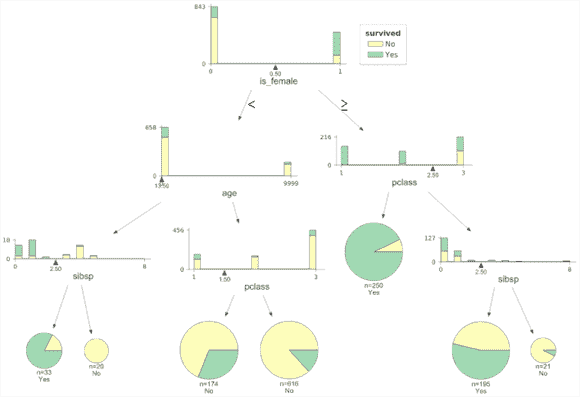 843
survived
No
Yes
0
0
0.50
1
is_female
<
≥
658
216
0
9999
age
0
1
2.50
3
pclass
18
0
0
2.50
8
sibsp
456
0
1
1.50
3
pclass
n=250
Yes
127
0
0
2.50
8
sibsp
n=33
Yes
n=20
No
n=174
No
n=616
No
n=195
Yes
n=21
No